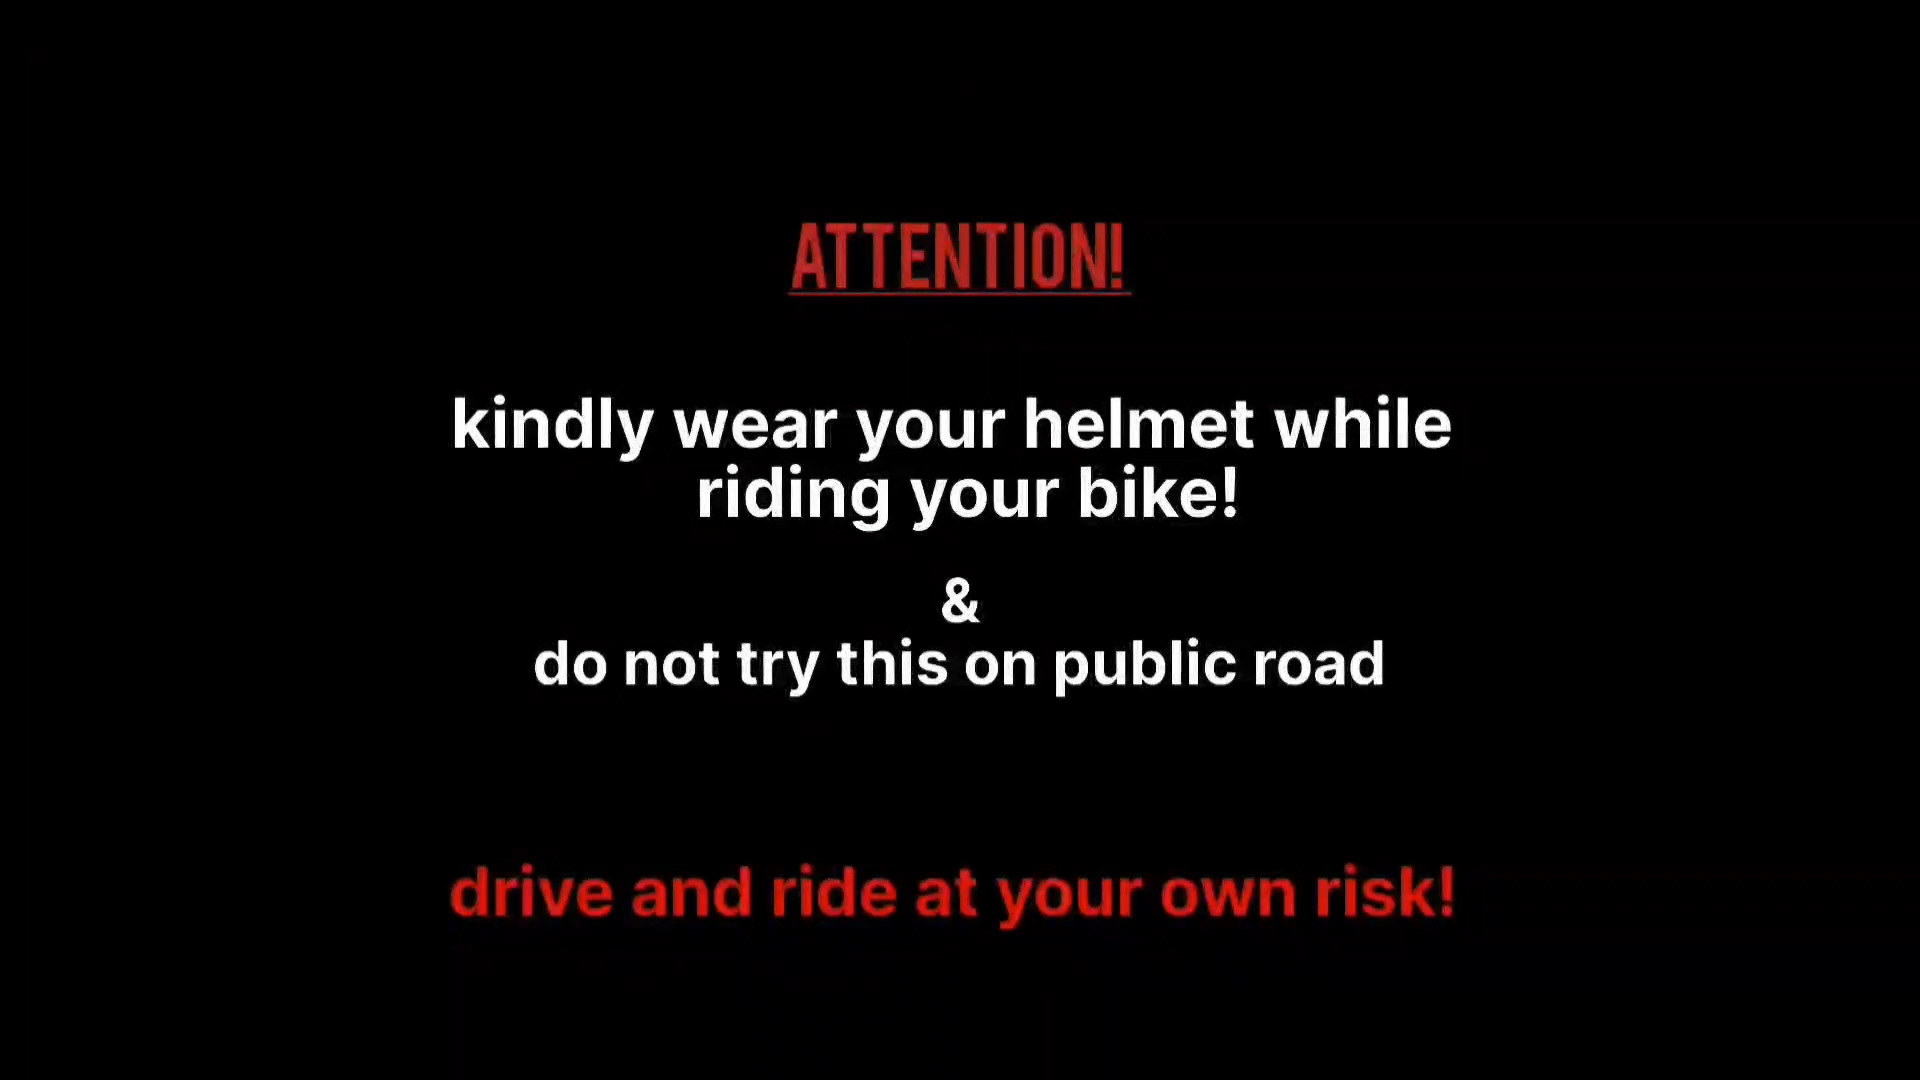 ATTENTION!
kindly wear your helmet while
riding your bike!
&
do not try this on public road
drive and ride at your own risk!